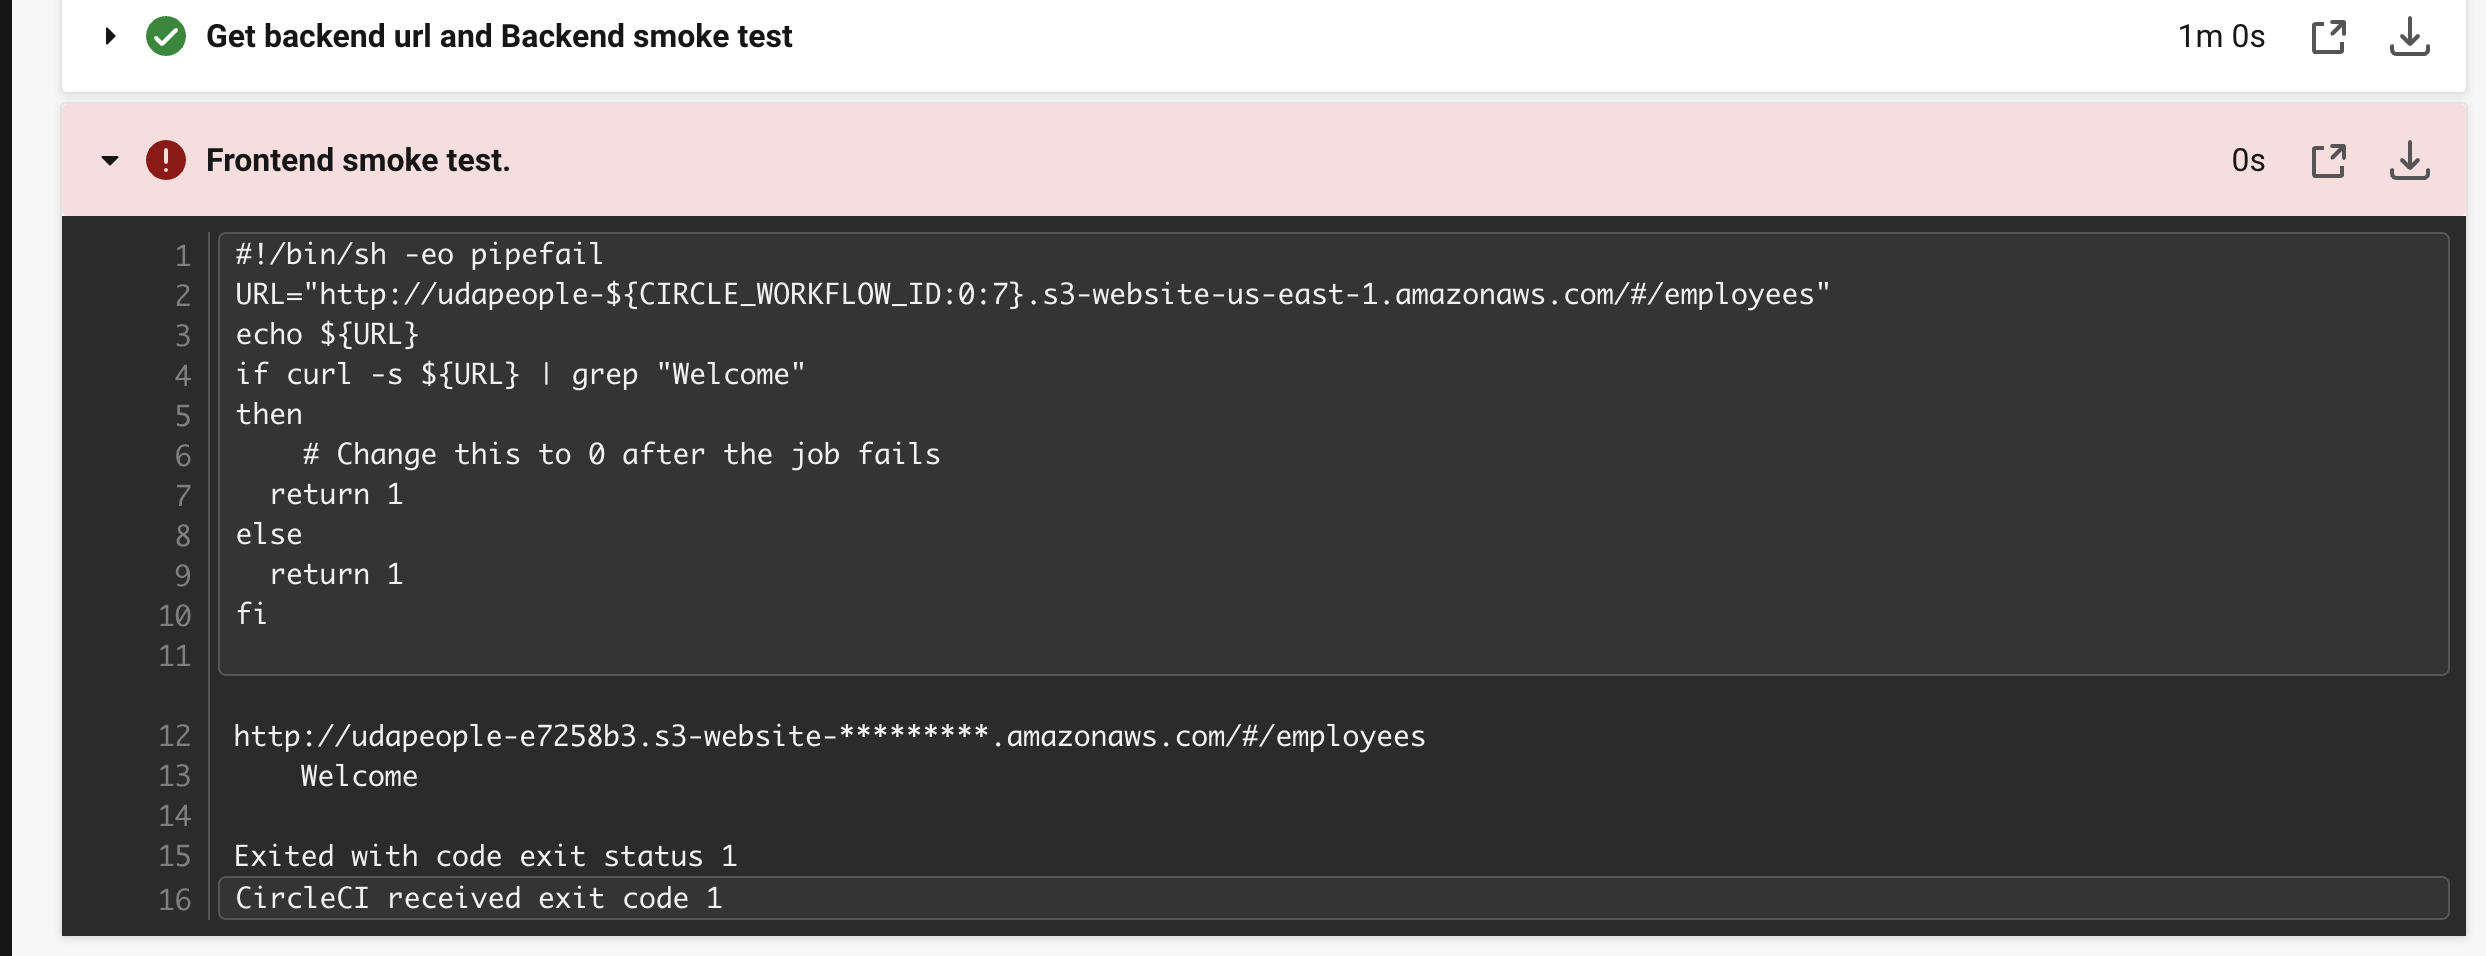 Get backend url and Backend smoke test 1m 0s
Frontend smoke test. 0s
1 #!/bin/sh -eo pipefail
2 URL="http://udapeople-${CIRCLE_WORKFLOW_ID:0:7}.s3-website-us-east-1.amazonaws.com/#/employees"
3 echo ${URL}
4 if curl -s ${URL} | grep "Welcome"
5 then
6     # Change this to 0 after the job fails
7   return 1
8 else
9   return 1
10 fi
11
12 http://udapeople-e7258b3.s3-website-*********.amazonaws.com/#/employees
13     Welcome
14
15 Exited with code exit status 1
16 CircleCI received exit code 1